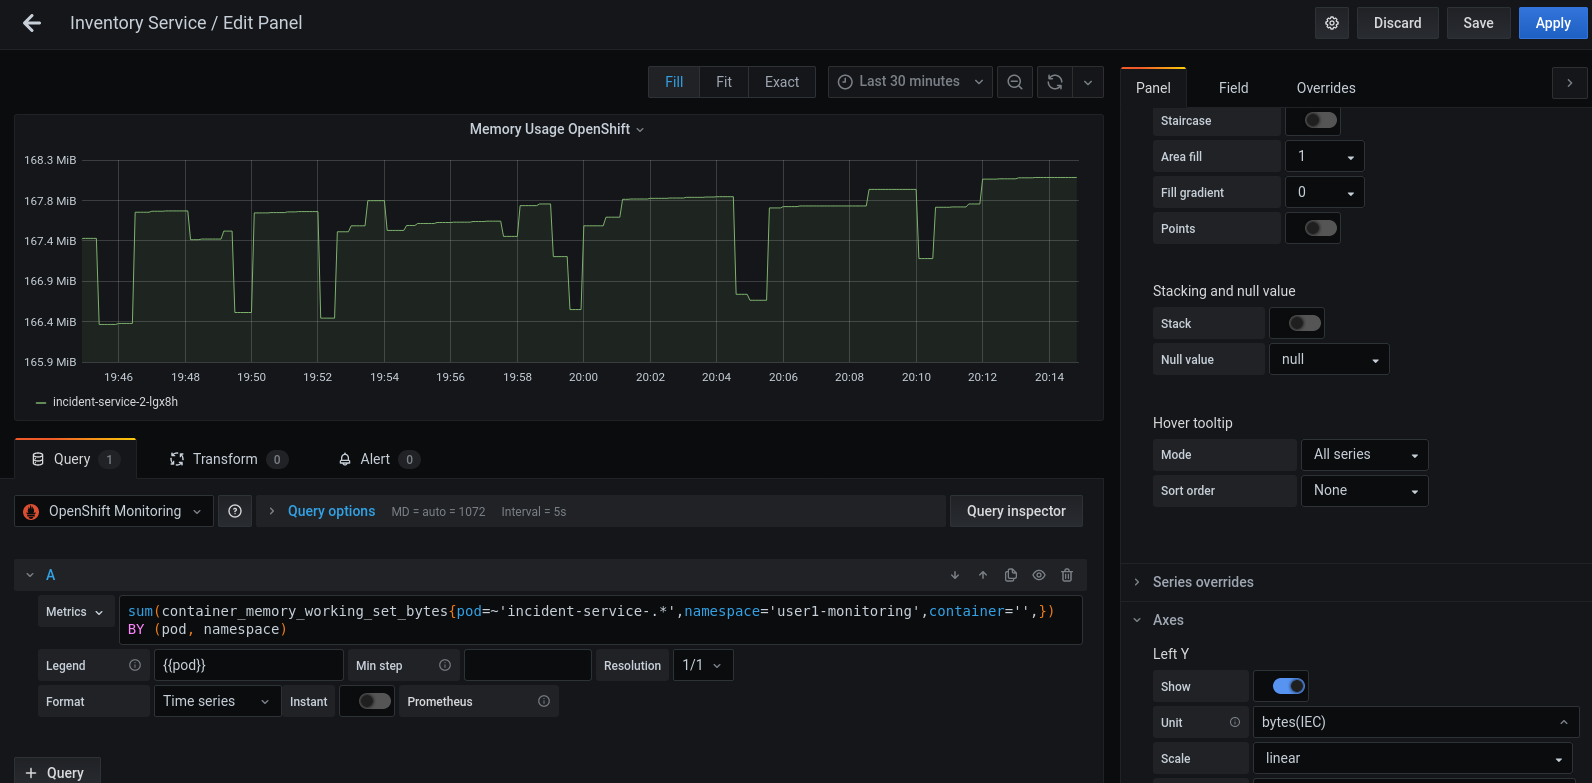 Inventory Service / Edit Panel
Discard
Save
Apply
Fill
Fit
Exact
Last 30 minutes
Memory Usage OpenShift
168.3 MiB
167.8 MiB
167.4 MiB
166.9 MiB
166.4 MiB
165.9 MiB
19:46 19:48 19:50 19:52 19:54 19:56 19:58 20:00 20:02 20:04 20:06 20:08 20:10 20:12 20:14
incident-service-2-lgx8h
Query 1
Transform 0
Alert 0
OpenShift Monitoring
Query options MD = auto = 1072 Interval = 5s
Query inspector
A
Metrics
sum(container_memory_working_set_bytes{pod=~'incident-service-.*',namespace='user1-monitoring',container='',})
BY (pod, namespace)
Legend {{pod}} Min step Resolution 1/1
Format Time series Instant Prometheus
+ Query
Panel
Field
Overrides
Staircase
Area fill 1
Fill gradient 0
Points
Stacking and null value
Stack
Null value null
Hover tooltip
Mode All series
Sort order None
Series overrides
Axes
Left Y
Show
Unit bytes(IEC)
Scale linear